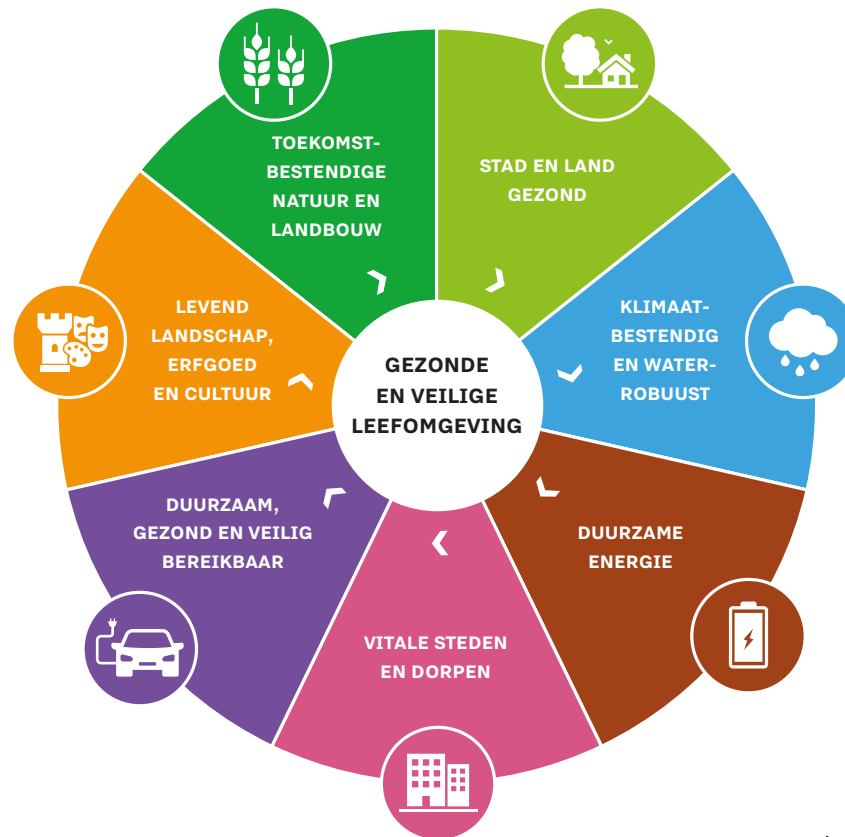 TOEKOMST-
BESTENDIGE
NATUUR EN
LANDBOUW
STAD EN LAND
GEZOND
LEVEND
LANDSCHAP,
ERFGOED
EN CULTUUR
KLIMAAT-
BESTENDIG
EN WATER-
ROBUUST
GEZONDE
EN VEILIGE
LEEFOMGEVING
DUURZAAM,
GEZOND EN VEILIG
BEREIKBAAR
DUURZAME
ENERGIE
VITALE STEDEN
EN DORPEN